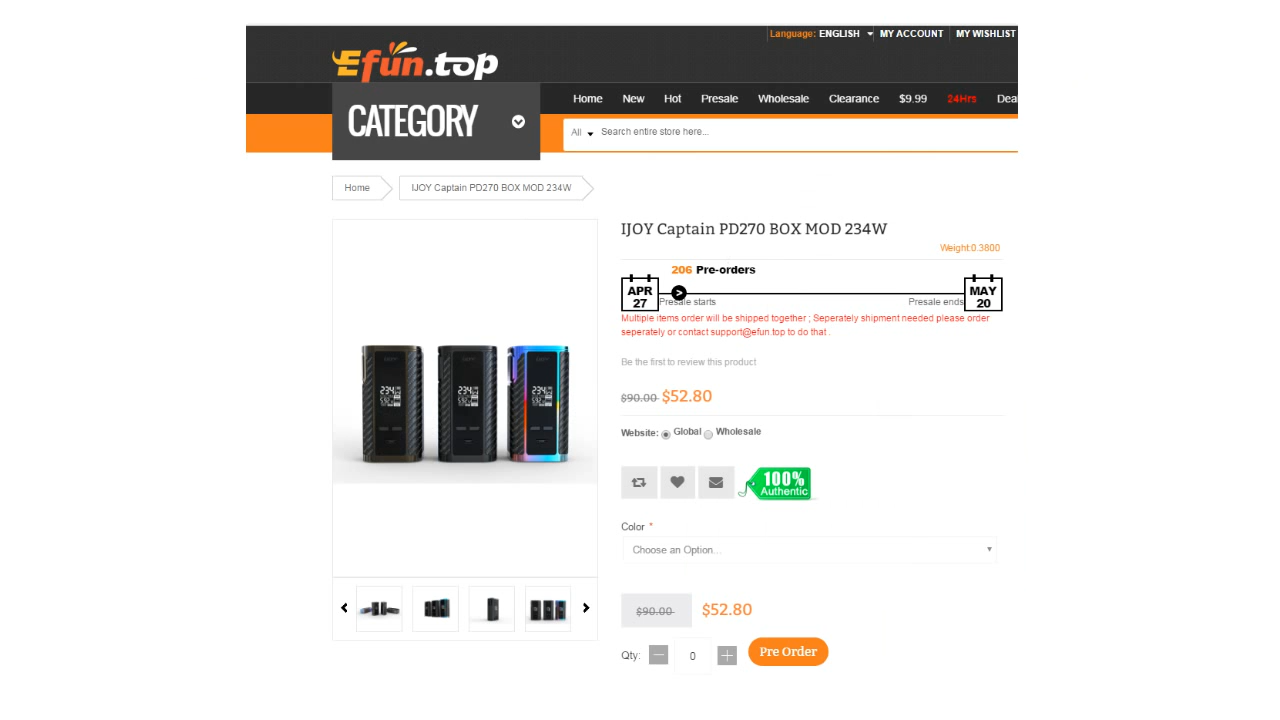 Language: ENGLISH MY ACCOUNT MY WISHLIST
Efun.top
CATEGORY
Home New Hot Presale Wholesale Clearance $9.99 24Hrs Dea
All Search entire store here...
Home IJOY Captain PD270 BOX MOD 234W
IJOY Captain PD270 BOX MOD 234W
Weight:0.3800
206 Pre-orders
APR 27
MAY 20
Presale starts Presale ends
Multiple items order will be shipped together ; Seperately shipment needed please order
seperately or contact support@efun.top to do that .
Be the first to review this product
$90.00 $52.80
Website: Global Wholesale
100%
Authentic
Color *
Choose an Option...
$90.00 $52.80
Qty: 0 Pre Order
234W 234W 234W